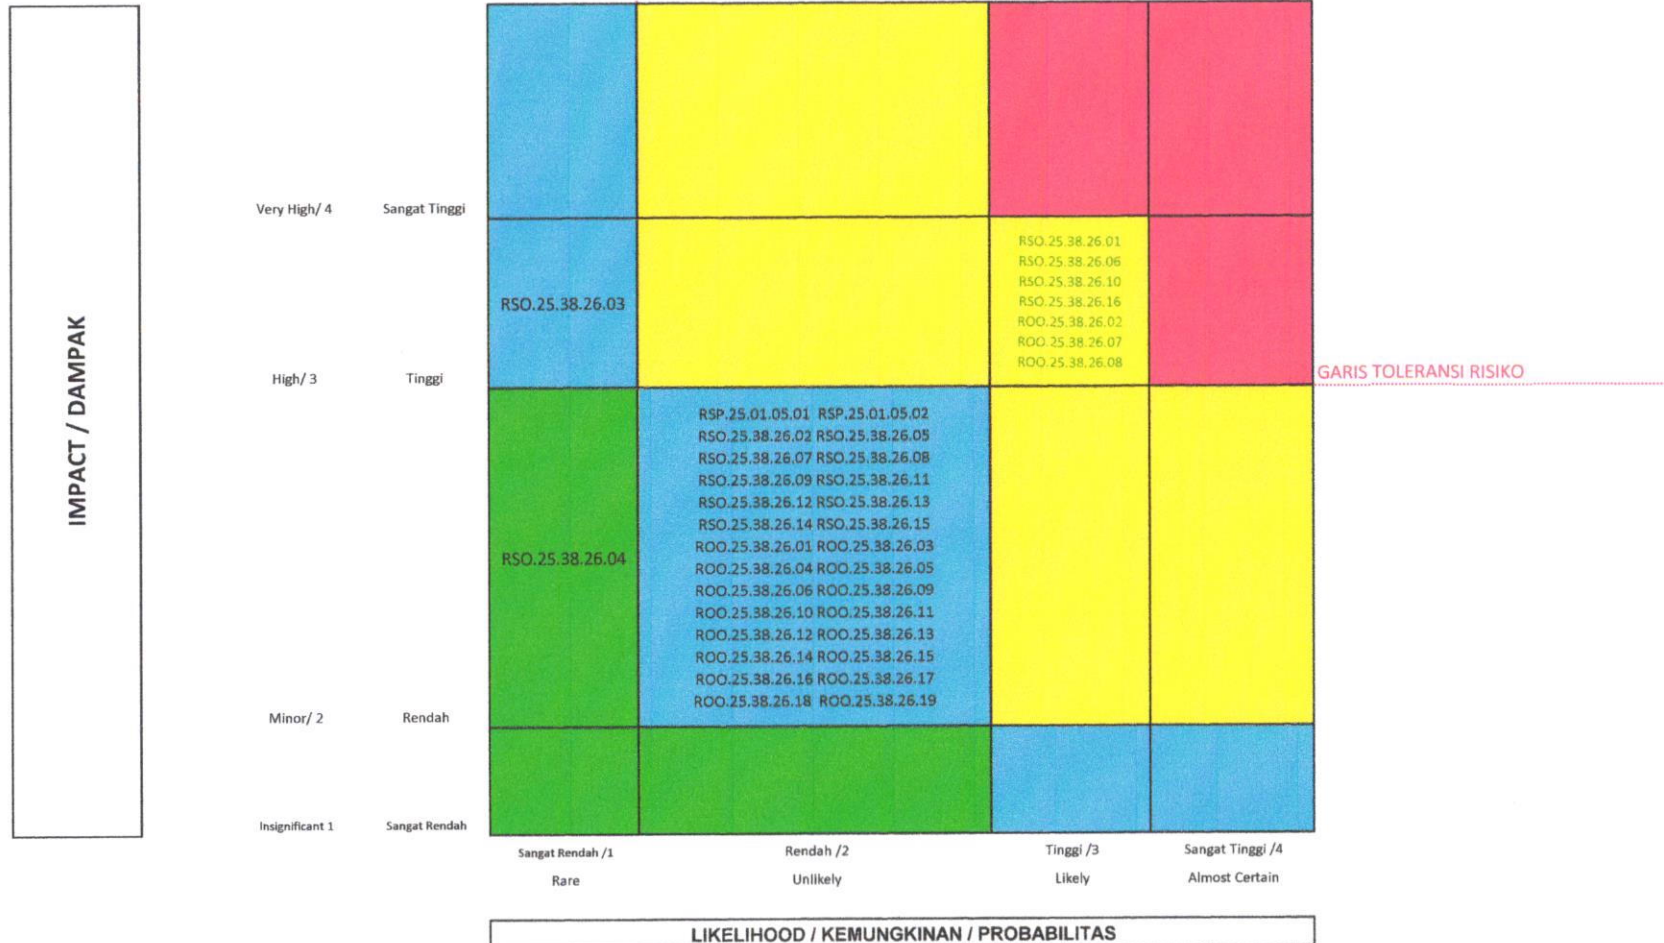 IMPACT / DAMPAK
Very High/ 4 Sangat Tinggi
RSO.25.38.26.03
RSO.25.38.26.01
RSO.25.38.26.06
RSO.25.38.26.10
RSO.25.38.26.16
ROO.25.38.26.02
ROO.25.38.26.07
ROO.25.38.26.08
High/ 3 Tinggi
GARIS TOLERANSI RISIKO
RSO.25.38.26.04
RSP.25.01.05.01 RSP.25.01.05.02
RSO.25.38.26.02 RSO.25.38.26.05
RSO.25.38.26.07 RSO.25.38.26.08
RSO.25.38.26.09 RSO.25.38.26.11
RSO.25.38.26.12 RSO.25.38.26.13
RSO.25.38.26.14 RSO.25.38.26.15
ROO.25.38.26.01 ROO.25.38.26.03
ROO.25.38.26.04 ROO.25.38.26.05
ROO.25.38.26.06 ROO.25.38.26.09
ROO.25.38.26.10 ROO.25.38.26.11
ROO.25.38.26.12 ROO.25.38.26.13
ROO.25.38.26.14 ROO.25.38.26.15
ROO.25.38.26.16 ROO.25.38.26.17
ROO.25.38.26.18 ROO.25.38.26.19
Minor/ 2 Rendah
Insignificant 1 Sangat Rendah
Sangat Rendah /1 Rendah /2 Tinggi /3 Sangat Tinggi /4
Rare Unlikely Likely Almost Certain
LIKELIHOOD / KEMUNGKINAN / PROBABILITAS